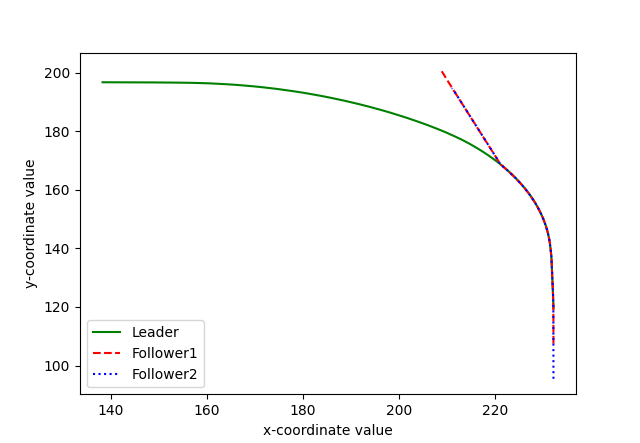 200
180
160
140
120
100
y-coordinate value
Leader
Follower1
Follower2
140
160
180
200
220
x-coordinate value